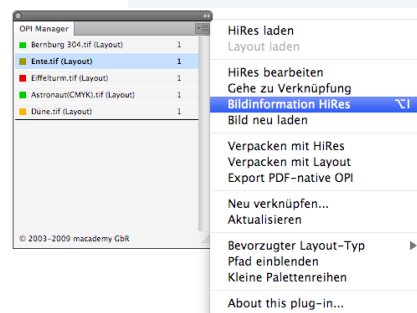 OPI Manager
Bernburg 304.tif (Layout) 1
Ente.tif (Layout) 1
Eiffelturm.tif (Layout) 1
Astronaut(CMYK).tif (Layout) 1
Düne.tif (Layout) 1
© 2003–2009 macademy GbR
HiRes laden
Layout laden
HiRes bearbeiten
Gehe zu Verknüpfung
Bildinformation HiRes ⌥I
Bild neu laden
Verpacken mit HiRes
Verpacken mit Layout
Export PDF-native OPI
Neu verknüpfen...
Aktualisieren
Bevorzugter Layout-Typ
Pfad einblenden
Kleine Palettenreihen
About this plug-in...